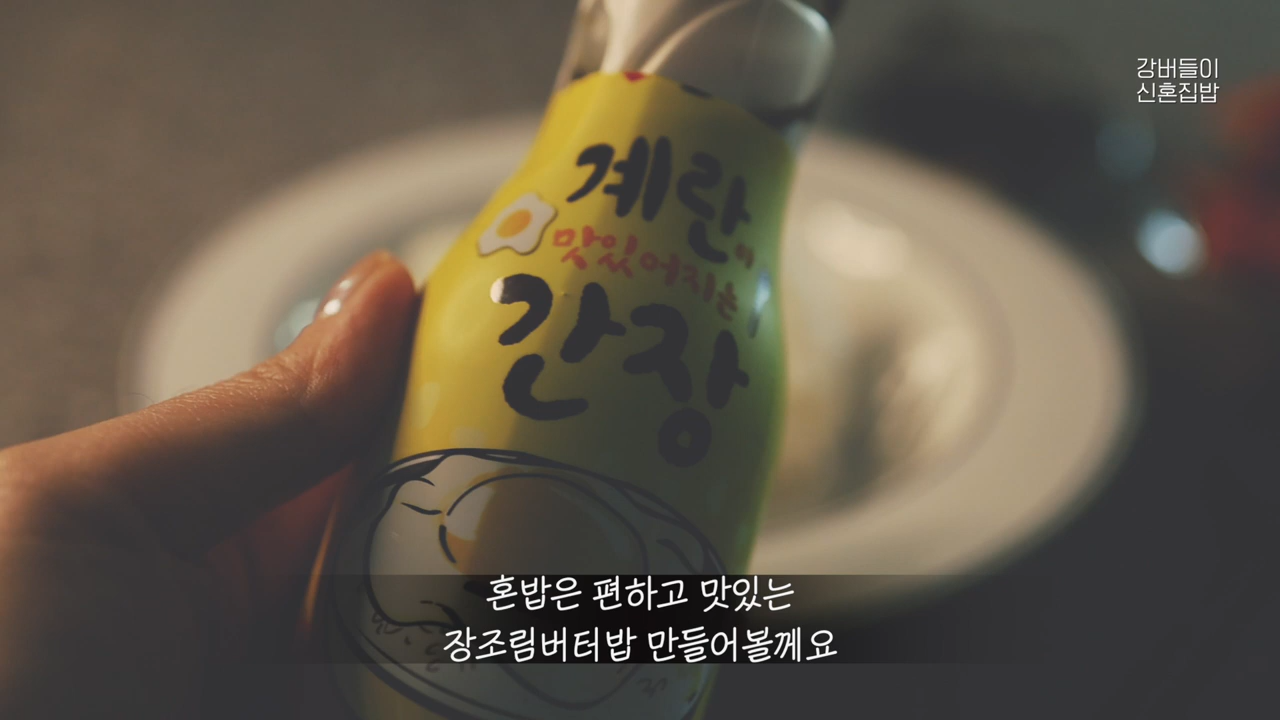 강버들이
신혼집밥
계란이
맛있어지는
간장
혼밥은 편하고 맛있는
장조림버터밥 만들어볼께요